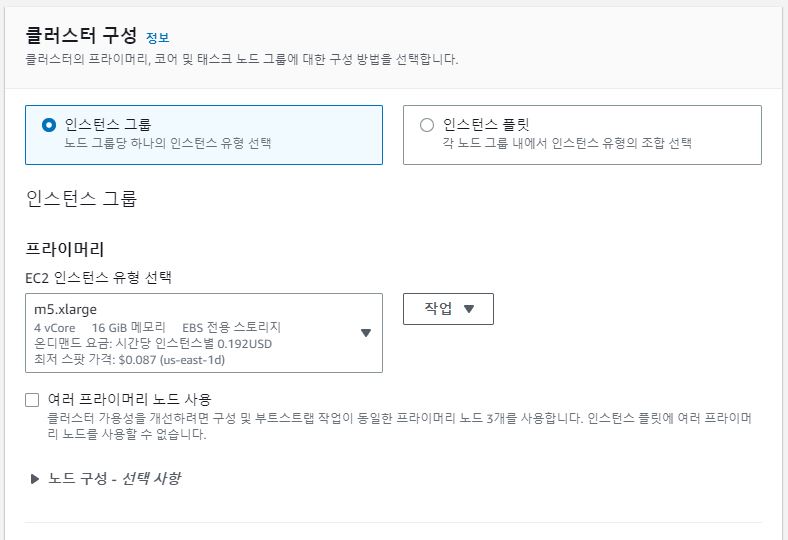 클러스터 구성 정보
클러스터의 프라이머리, 코어 및 태스크 노드 그룹에 대한 구성 방법을 선택합니다.
인스턴스 그룹
노드 그룹당 하나의 인스턴스 유형 선택
인스턴스 플릿
각 노드 그룹 내에서 인스턴스 유형의 조합 선택
인스턴스 그룹
프라이머리
EC2 인스턴스 유형 선택
m5.xlarge
4 vCore 16 GiB 메모리 EBS 전용 스토리지
온디맨드 요금: 시간당 인스턴스별 0.192USD
최저 스팟 가격: $0.087 (us-east-1d)
작업
여러 프라이머리 노드 사용
클러스터 가용성을 개선하려면 구성 및 부트스트랩 작업이 동일한 프라이머리 노드 3개를 사용합니다. 인스턴스 플릿에 여러 프라이머
리 노드를 사용할 수 없습니다.
노드 구성 - 선택 사항